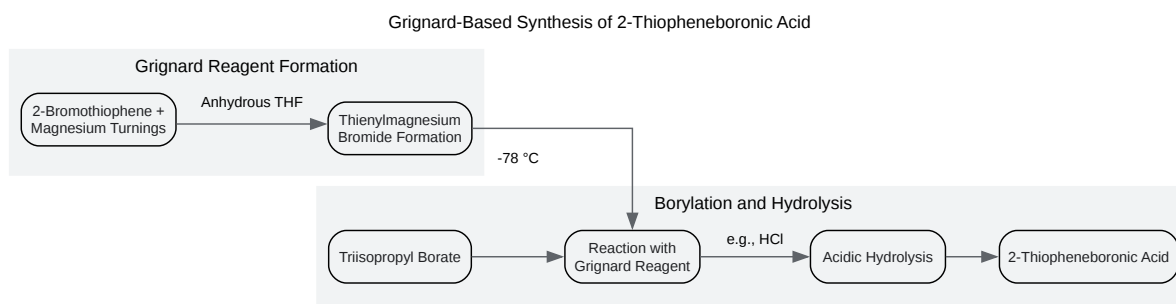 Grignard-Based Synthesis of 2-Thiopheneboronic Acid
Grignard Reagent Formation
2-Bromothiophene +
Magnesium Turnings
Anhydrous THF
Thienylmagnesium
Bromide Formation
-78 °C
Borylation and Hydrolysis
Triisopropyl Borate
Reaction with
Grignard Reagent
e.g., HCl
Acidic Hydrolysis
2-Thiopheneboronic Acid